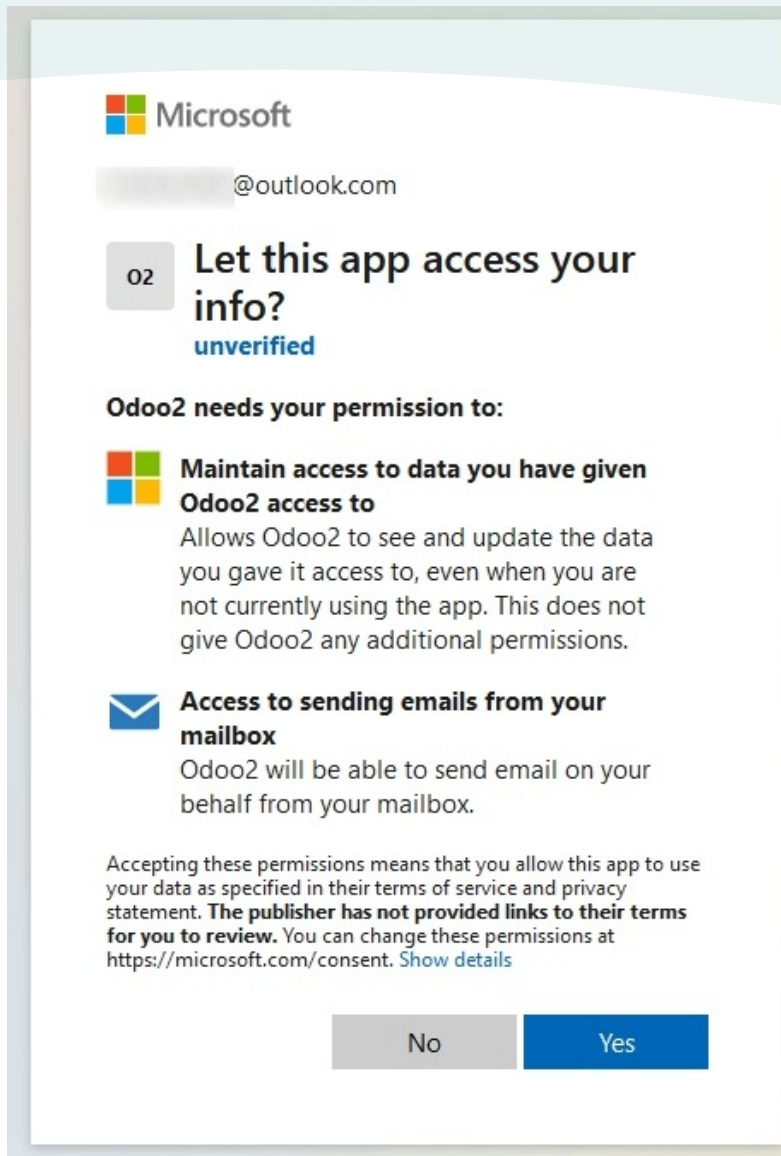 Microsoft
@outlook.com
O2
Let this app access your
info?
unverified
Odoo2 needs your permission to:
Maintain access to data you have given
Odoo2 access to
Allows Odoo2 to see and update the data
you gave it access to, even when you are
not currently using the app. This does not
give Odoo2 any additional permissions.
Access to sending emails from your
mailbox
Odoo2 will be able to send email on your
behalf from your mailbox.
Accepting these permissions means that you allow this app to use
your data as specified in their terms of service and privacy
statement. The publisher has not provided links to their terms
for you to review. You can change these permissions at
https://microsoft.com/consent. Show details
No
Yes